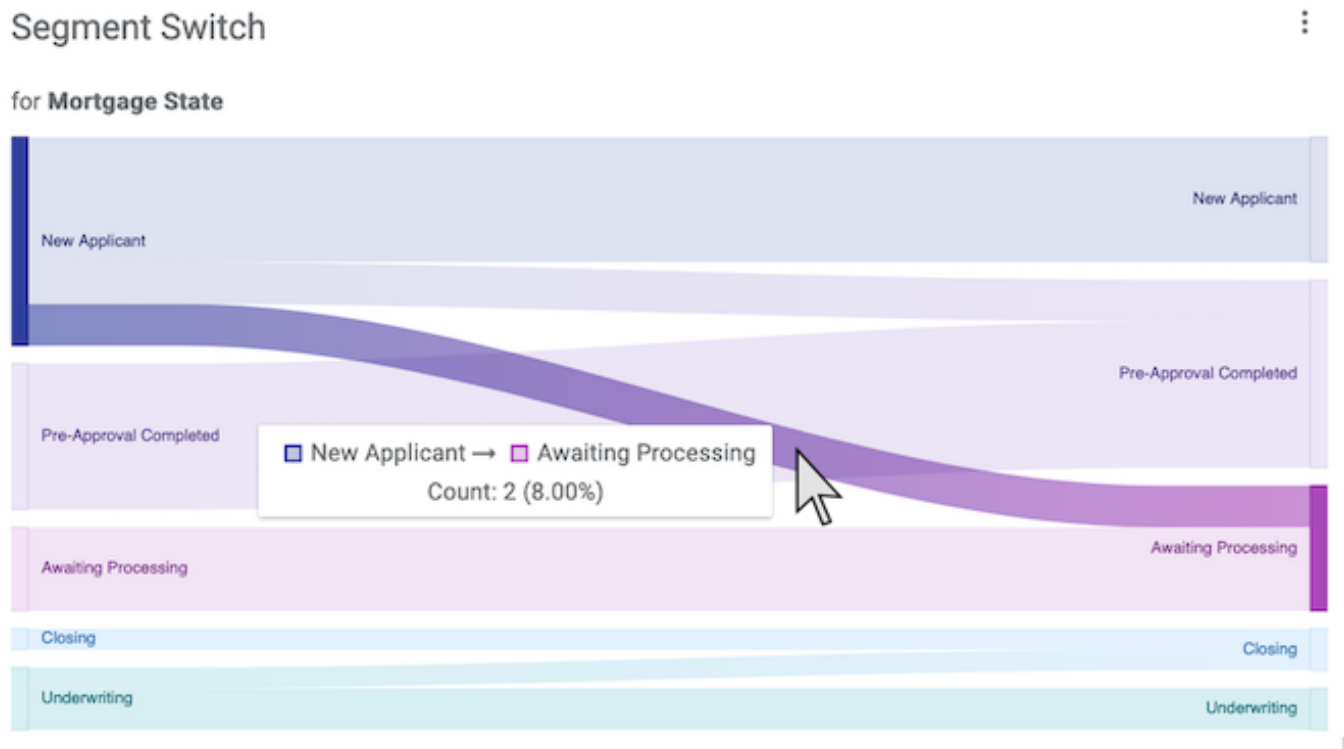 Segment Switch
for Mortgage State
New Applicant
New Applicant
Pre-Approval Completed
Pre-Approval Completed
New Applicant → Awaiting Processing
Count: 2 (8.00%)
Awaiting Processing
Awaiting Processing
Closing
Closing
Underwriting
Underwriting